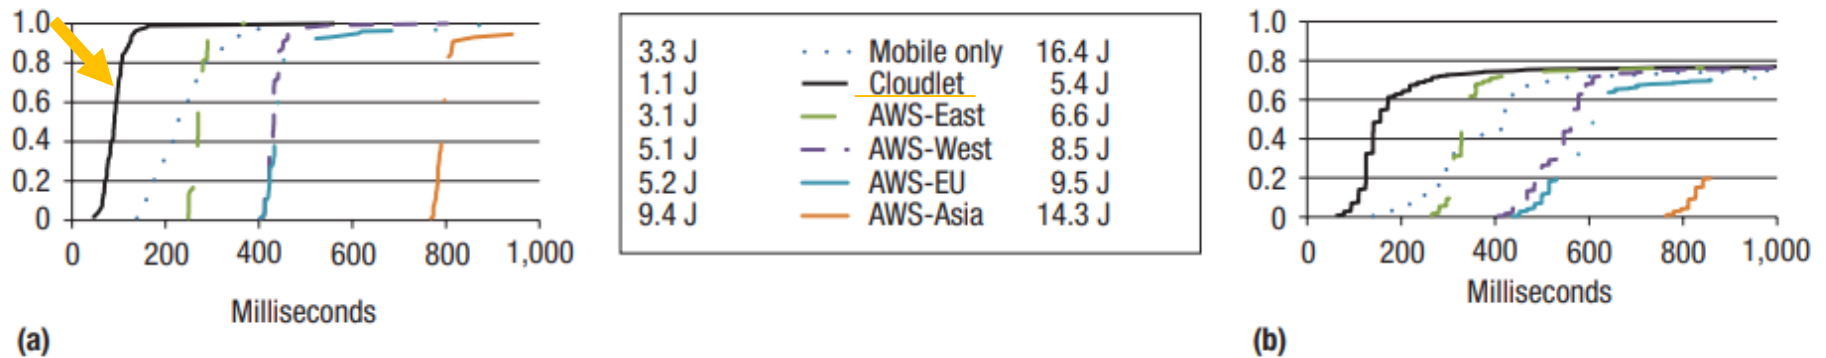 1.0
0.8
0.6
0.4
0.2
0
0 200 400 600 800 1,000
Milliseconds
(a)
3.3 J Mobile only 16.4 J
1.1 J Cloudlet 5.4 J
3.1 J AWS-East 6.6 J
5.1 J AWS-West 8.5 J
5.2 J AWS-EU 9.5 J
9.4 J AWS-Asia 14.3 J
1.0
0.8
0.6
0.4
0.2
0
0 200 400 600 800 1,000
Milliseconds
(b)